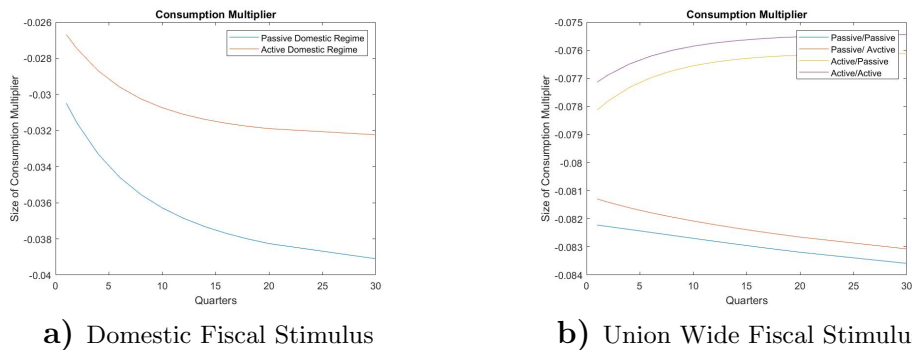 Consumption Multiplier
-0.026
-0.028
-0.03
-0.032
-0.034
-0.036
-0.038
-0.04
Size of Consumption Multiplier
Passive Domestic Regime
Active Domestic Regime
0 5 10 15 20 25 30
Quarters
a) Domestic Fiscal Stimulus
Consumption Multiplier
-0.075
-0.076
-0.077
-0.078
-0.079
-0.08
-0.081
-0.082
-0.083
-0.084
Size of Consumption Multiplier
Passive/Passive
Passive/ Avctive
Active/Passive
Active/Active
0 5 10 15 20 25 30
Quarters
b) Union Wide Fiscal Stimulu